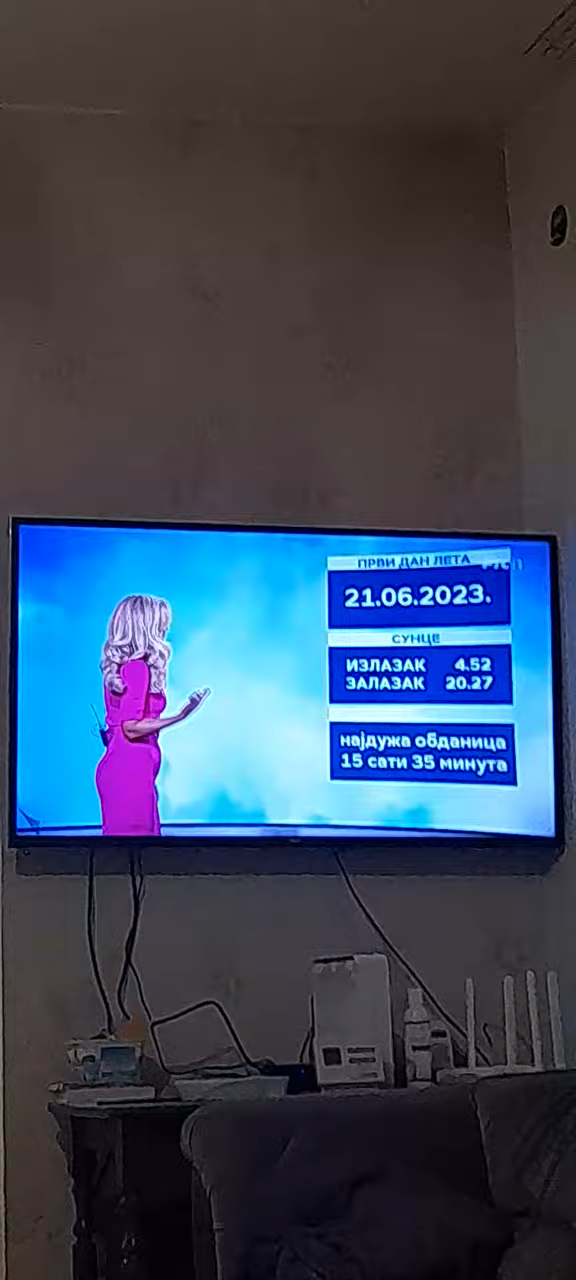 ПРВИ ДАН ЛЕТА
21.06.2023.
СУНЦЕ
ИЗЛАЗАК 4.52
ЗАЛАЗАК 20.27
најдужа обданица
15 сати 35 минута